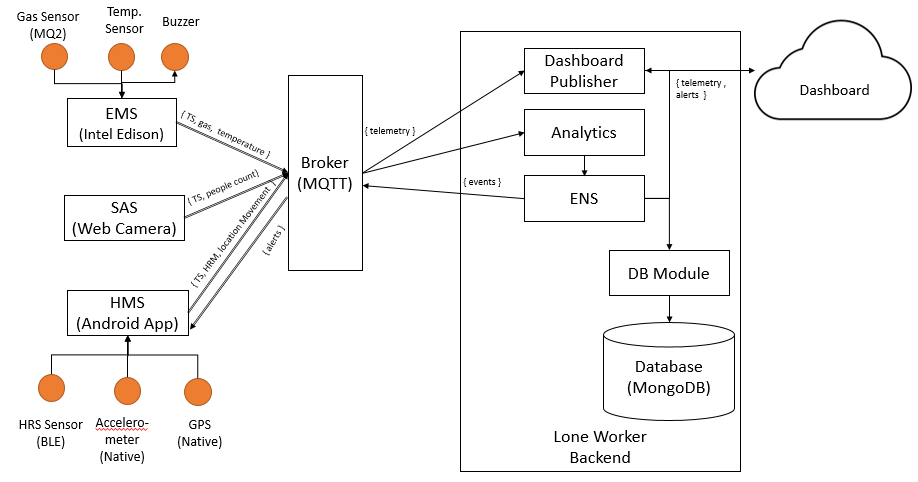 Gas Sensor
(MQ2)
Temp.
Sensor
Buzzer
EMS
(Intel Edison)
{ TS, gas, temperature }
SAS
(Web Camera)
{ TS, people count}
HMS
(Android App)
{ TS, HRM, location Movement }
{alerts }
HRS Sensor
(BLE)
Accelero-
meter
(Native)
GPS
(Native)
Broker
(MQTT)
{ telemetry }
{ events }
Dashboard
Publisher
Analytics
ENS
{ telemetry ,
alerts }
Dashboard
DB Module
Database
(MongoDB)
Lone Worker
Backend